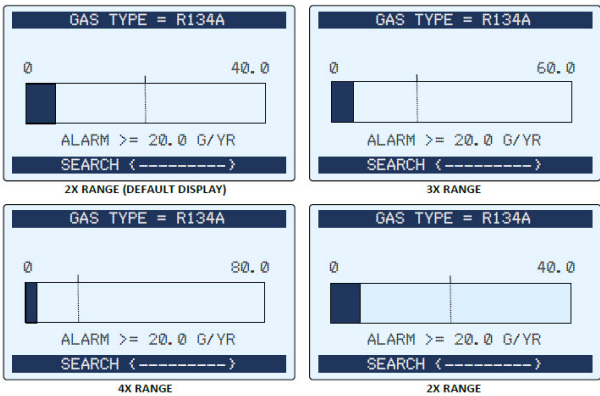 GAS TYPE = R134A
0 40.0
ALARM >= 20.0 G/YR
SEARCH <--------->
2X RANGE (DEFAULT DISPLAY)
GAS TYPE = R134A
0 60.0
ALARM >= 20.0 G/YR
SEARCH <--------->
3X RANGE
GAS TYPE = R134A
0 80.0
ALARM >= 20.0 G/YR
SEARCH <--------->
4X RANGE
GAS TYPE = R134A
0 40.0
ALARM >= 20.0 G/YR
SEARCH <--------->
2X RANGE